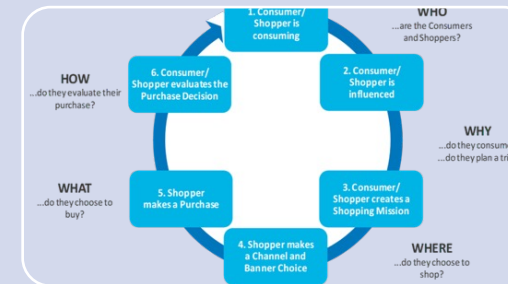 1. Consumer/
Shopper is
consuming
WHO
...are the Consumers
and Shoppers?
2. Consumer/
Shopper is
influenced
WHY
...do they consume
...do they plan a tri
3. Consumer/
Shopper creates a
Shopping Mission
WHERE
...do they choose to
shop?
4. Shopper makes
a Channel and
Banner Choice
5. Shopper
makes a Purchase
WHAT
...do they choose to
buy?
6. Consumer/
Shopper evaluates the
Purchase Decision
HOW
...do they evaluate their
purchase?